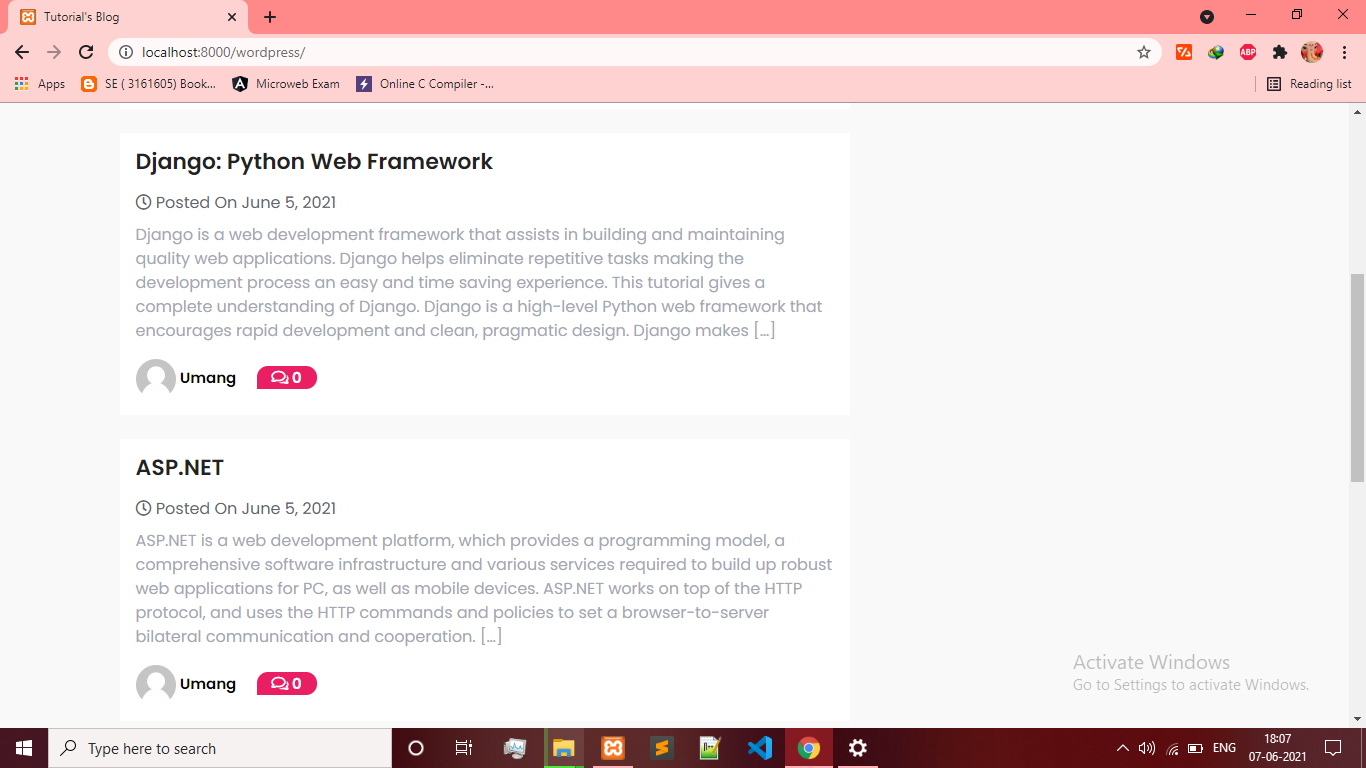 Tutorial's Blog
localhost:8000/wordpress/
ABP
Apps
SE ( 3161605) Book...
Microweb Exam
Online C Compiler -...
Reading list
Django: Python Web Framework
Posted On June 5, 2021
Django is a web development framework that assists in building and maintaining
quality web applications. Django helps eliminate repetitive tasks making the
development process an easy and time saving experience. This tutorial gives a
complete understanding of Django. Django is a high-level Python web framework that
encourages rapid development and clean, pragmatic design. Django makes […]
Umang
0
ASP.NET
Posted On June 5, 2021
ASP.NET is a web development platform, which provides a programming model, a
comprehensive software infrastructure and various services required to build up robust
web applications for PC, as well as mobile devices. ASP.NET works on top of the HTTP
protocol, and uses the HTTP commands and policies to set a browser-to-server
bilateral communication and cooperation. […]
Umang
0
Activate Windows
Go to Settings to activate Windows.
Type here to search
ENG
18:07
07-06-2021